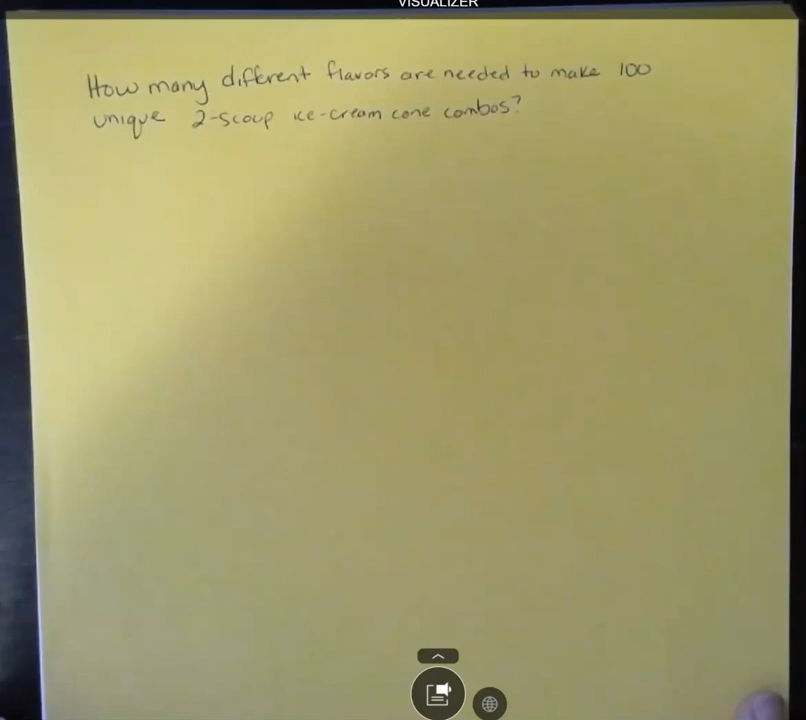 VISUALIZER
How many different flavors are needed to make 100
unique 2-scoop ice-cream cone combos?